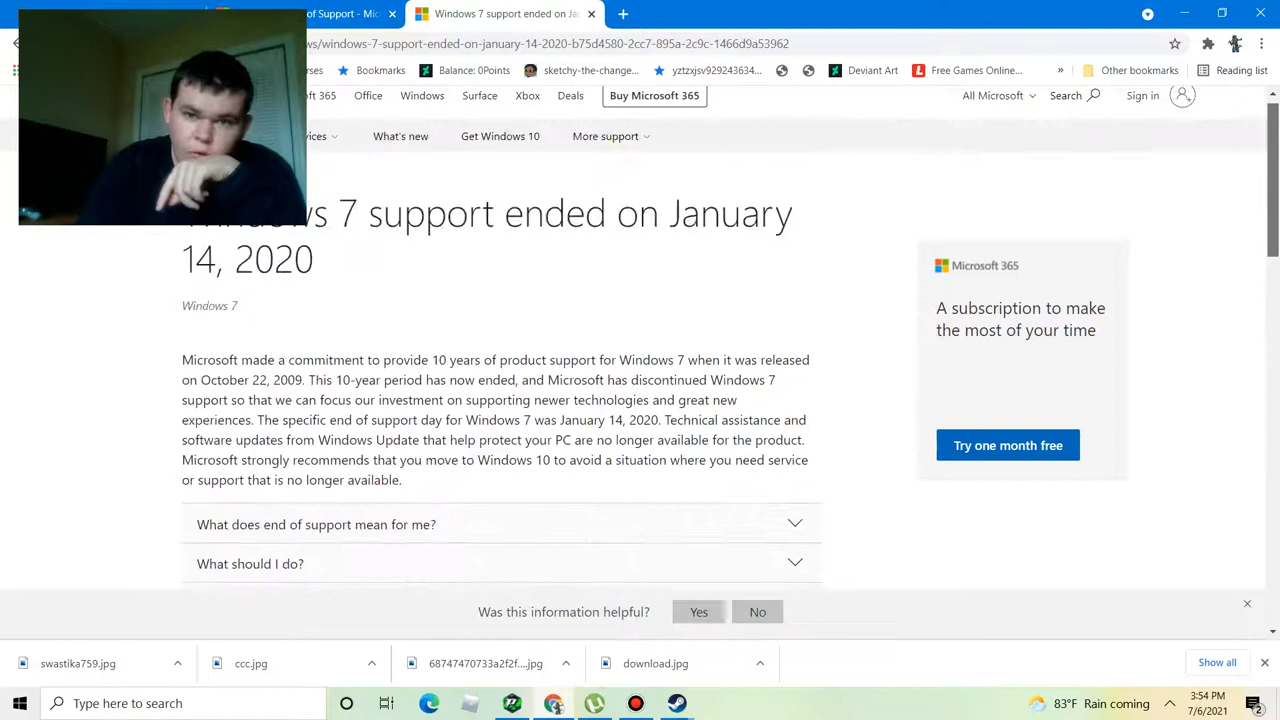 of Support - Mic
Windows 7 support ended on Jan
ws/windows-7-support-ended-on-january-14-2020-b75d4580-2cc7-895a-2c9c-1466d9a53962
Bookmarks
Balance: 0Points
sketchy-the-change...
yztzxjsv929243634...
Deviant Art
Free Games Online...
»
Other bookmarks
Reading list
Office
Windows
Surface
Xbox
Deals
Buy Microsoft 365
All Microsoft
Search
Sign in
What's new
Get Windows 10
More support
Windows 7 support ended on January
14, 2020
Windows 7
Microsoft made a commitment to provide 10 years of product support for Windows 7 when it was released
on October 22, 2009. This 10-year period has now ended, and Microsoft has discontinued Windows 7
support so that we can focus our investment on supporting newer technologies and great new
experiences. The specific end of support day for Windows 7 was January 14, 2020. Technical assistance and
software updates from Windows Update that help protect your PC are no longer available for the product.
Microsoft strongly recommends that you move to Windows 10 to avoid a situation where you need service
or support that is no longer available.
What does end of support mean for me?
What should I do?
Microsoft 365
A subscription to make
the most of your time
Try one month free
Was this information helpful?
Yes
No
swastika759.jpg
ccc.jpg
68747470733a2f2f....jpg
download.jpg
Show all
Type here to search
83°F Rain coming
3:54 PM
7/6/2021
2